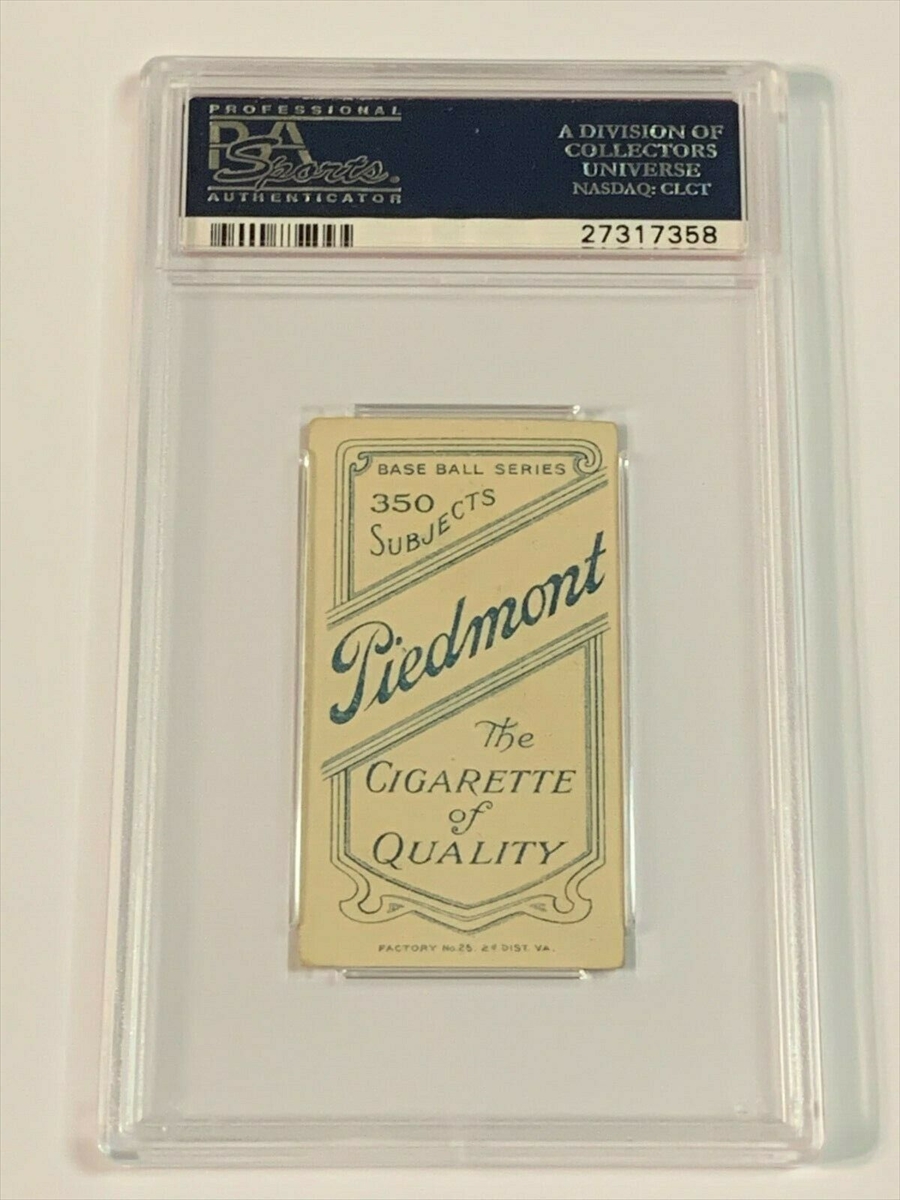 PROFESSIONAL
PSA
Sports
AUTHENTICATOR
A DIVISION OF
COLLECTORS
UNIVERSE
NASDAQ: CLCT
27317358
BASE BALL SERIES
350
SUBJECTS
Piedmont
The
CIGARETTE
of
QUALITY
FACTORY No. 25. 2d DIST. VA.